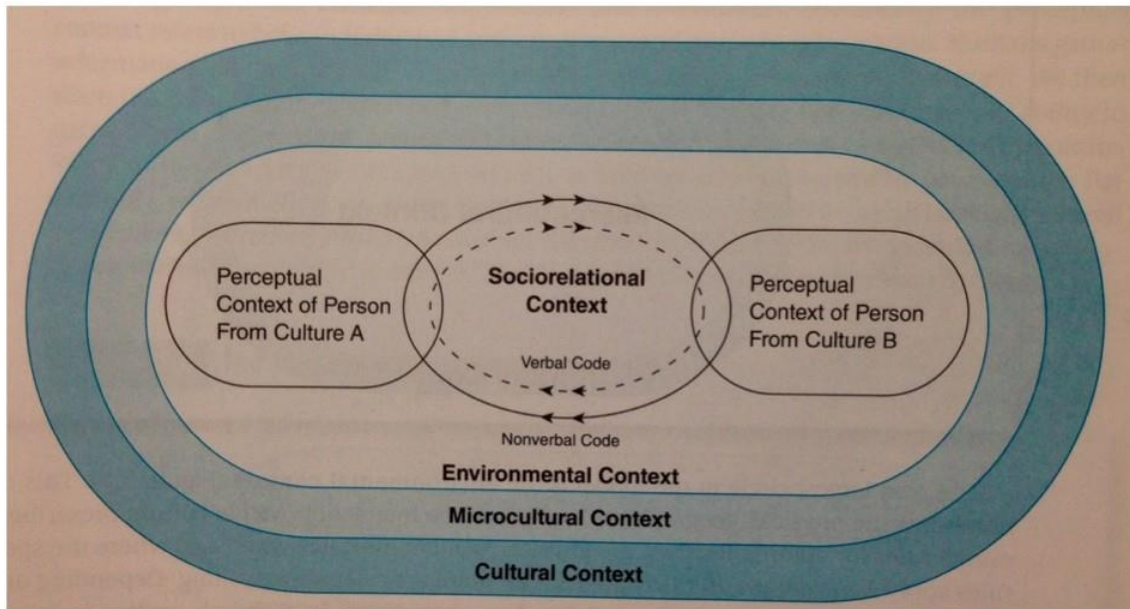 Perceptual
Context of Person
From Culture A
Sociorelational
Context
Verbal Code
Nonverbal Code
Perceptual
Context of Person
From Culture B
Environmental Context
Microcultural Context
Cultural Context